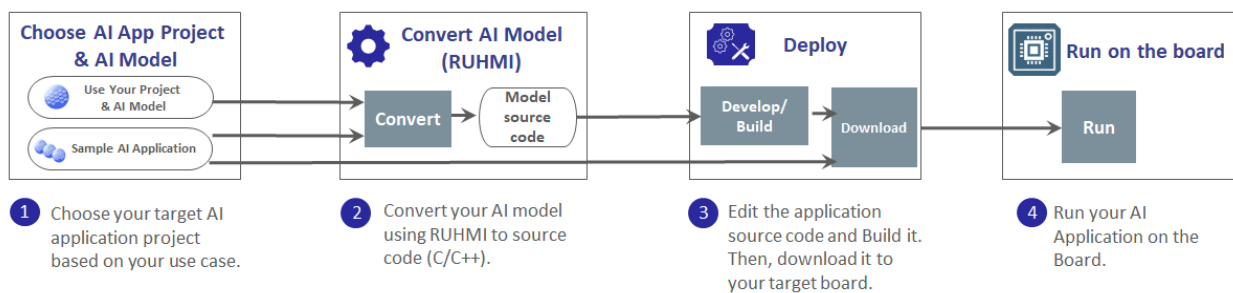 Choose AI App Project
& AI Model
Use Your Project
& AI Model
Sample AI Application
Convert AI Model
(RUHMI)
Convert
Model
source
code
Deploy
Develop/
Build
Download
Run on the board
Run
1
Choose your target AI
application project
based on your use case.
2
Convert your AI model
using RUHMI to source
code (C/C++).
3
Edit the application
source code and Build it.
Then, download it to
your target board.
4
Run your AI
Application on the
Board.